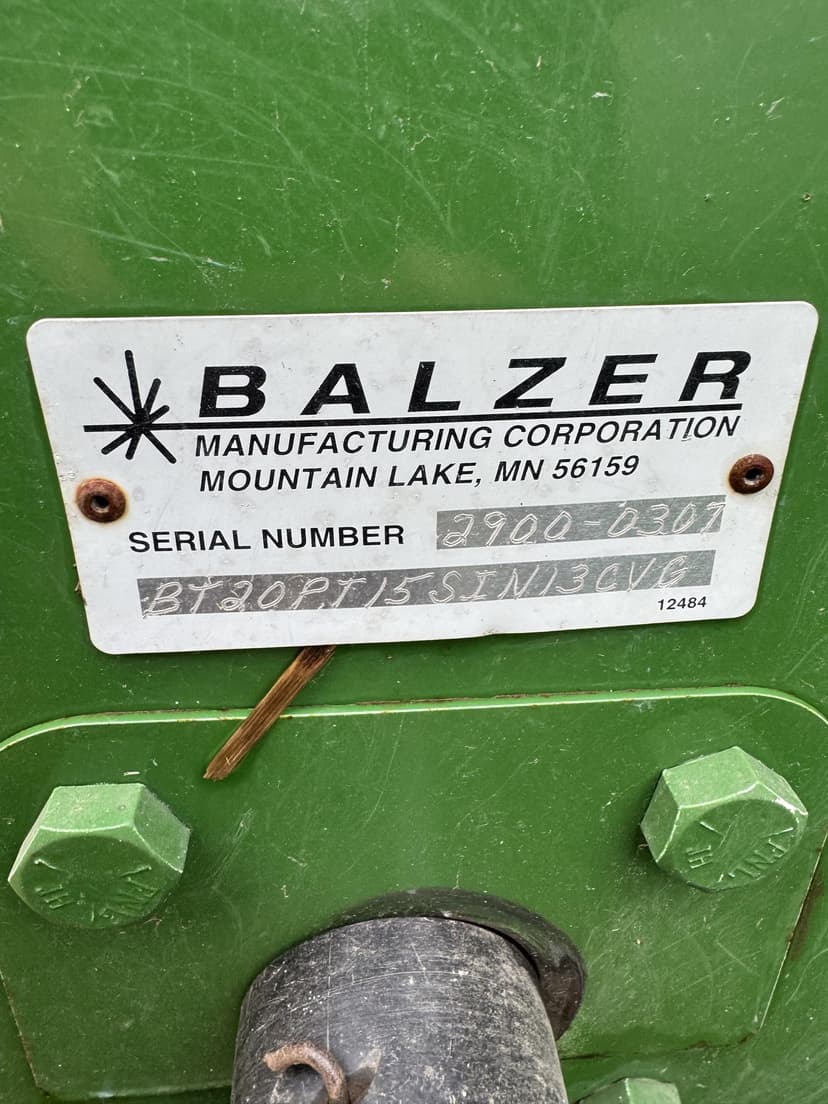 BALZER
MANUFACTURING CORPORATION
MOUNTAIN LAKE, MN 56159
SERIAL NUMBER 2900-0307
BT20PT15SIN13CVG
12484